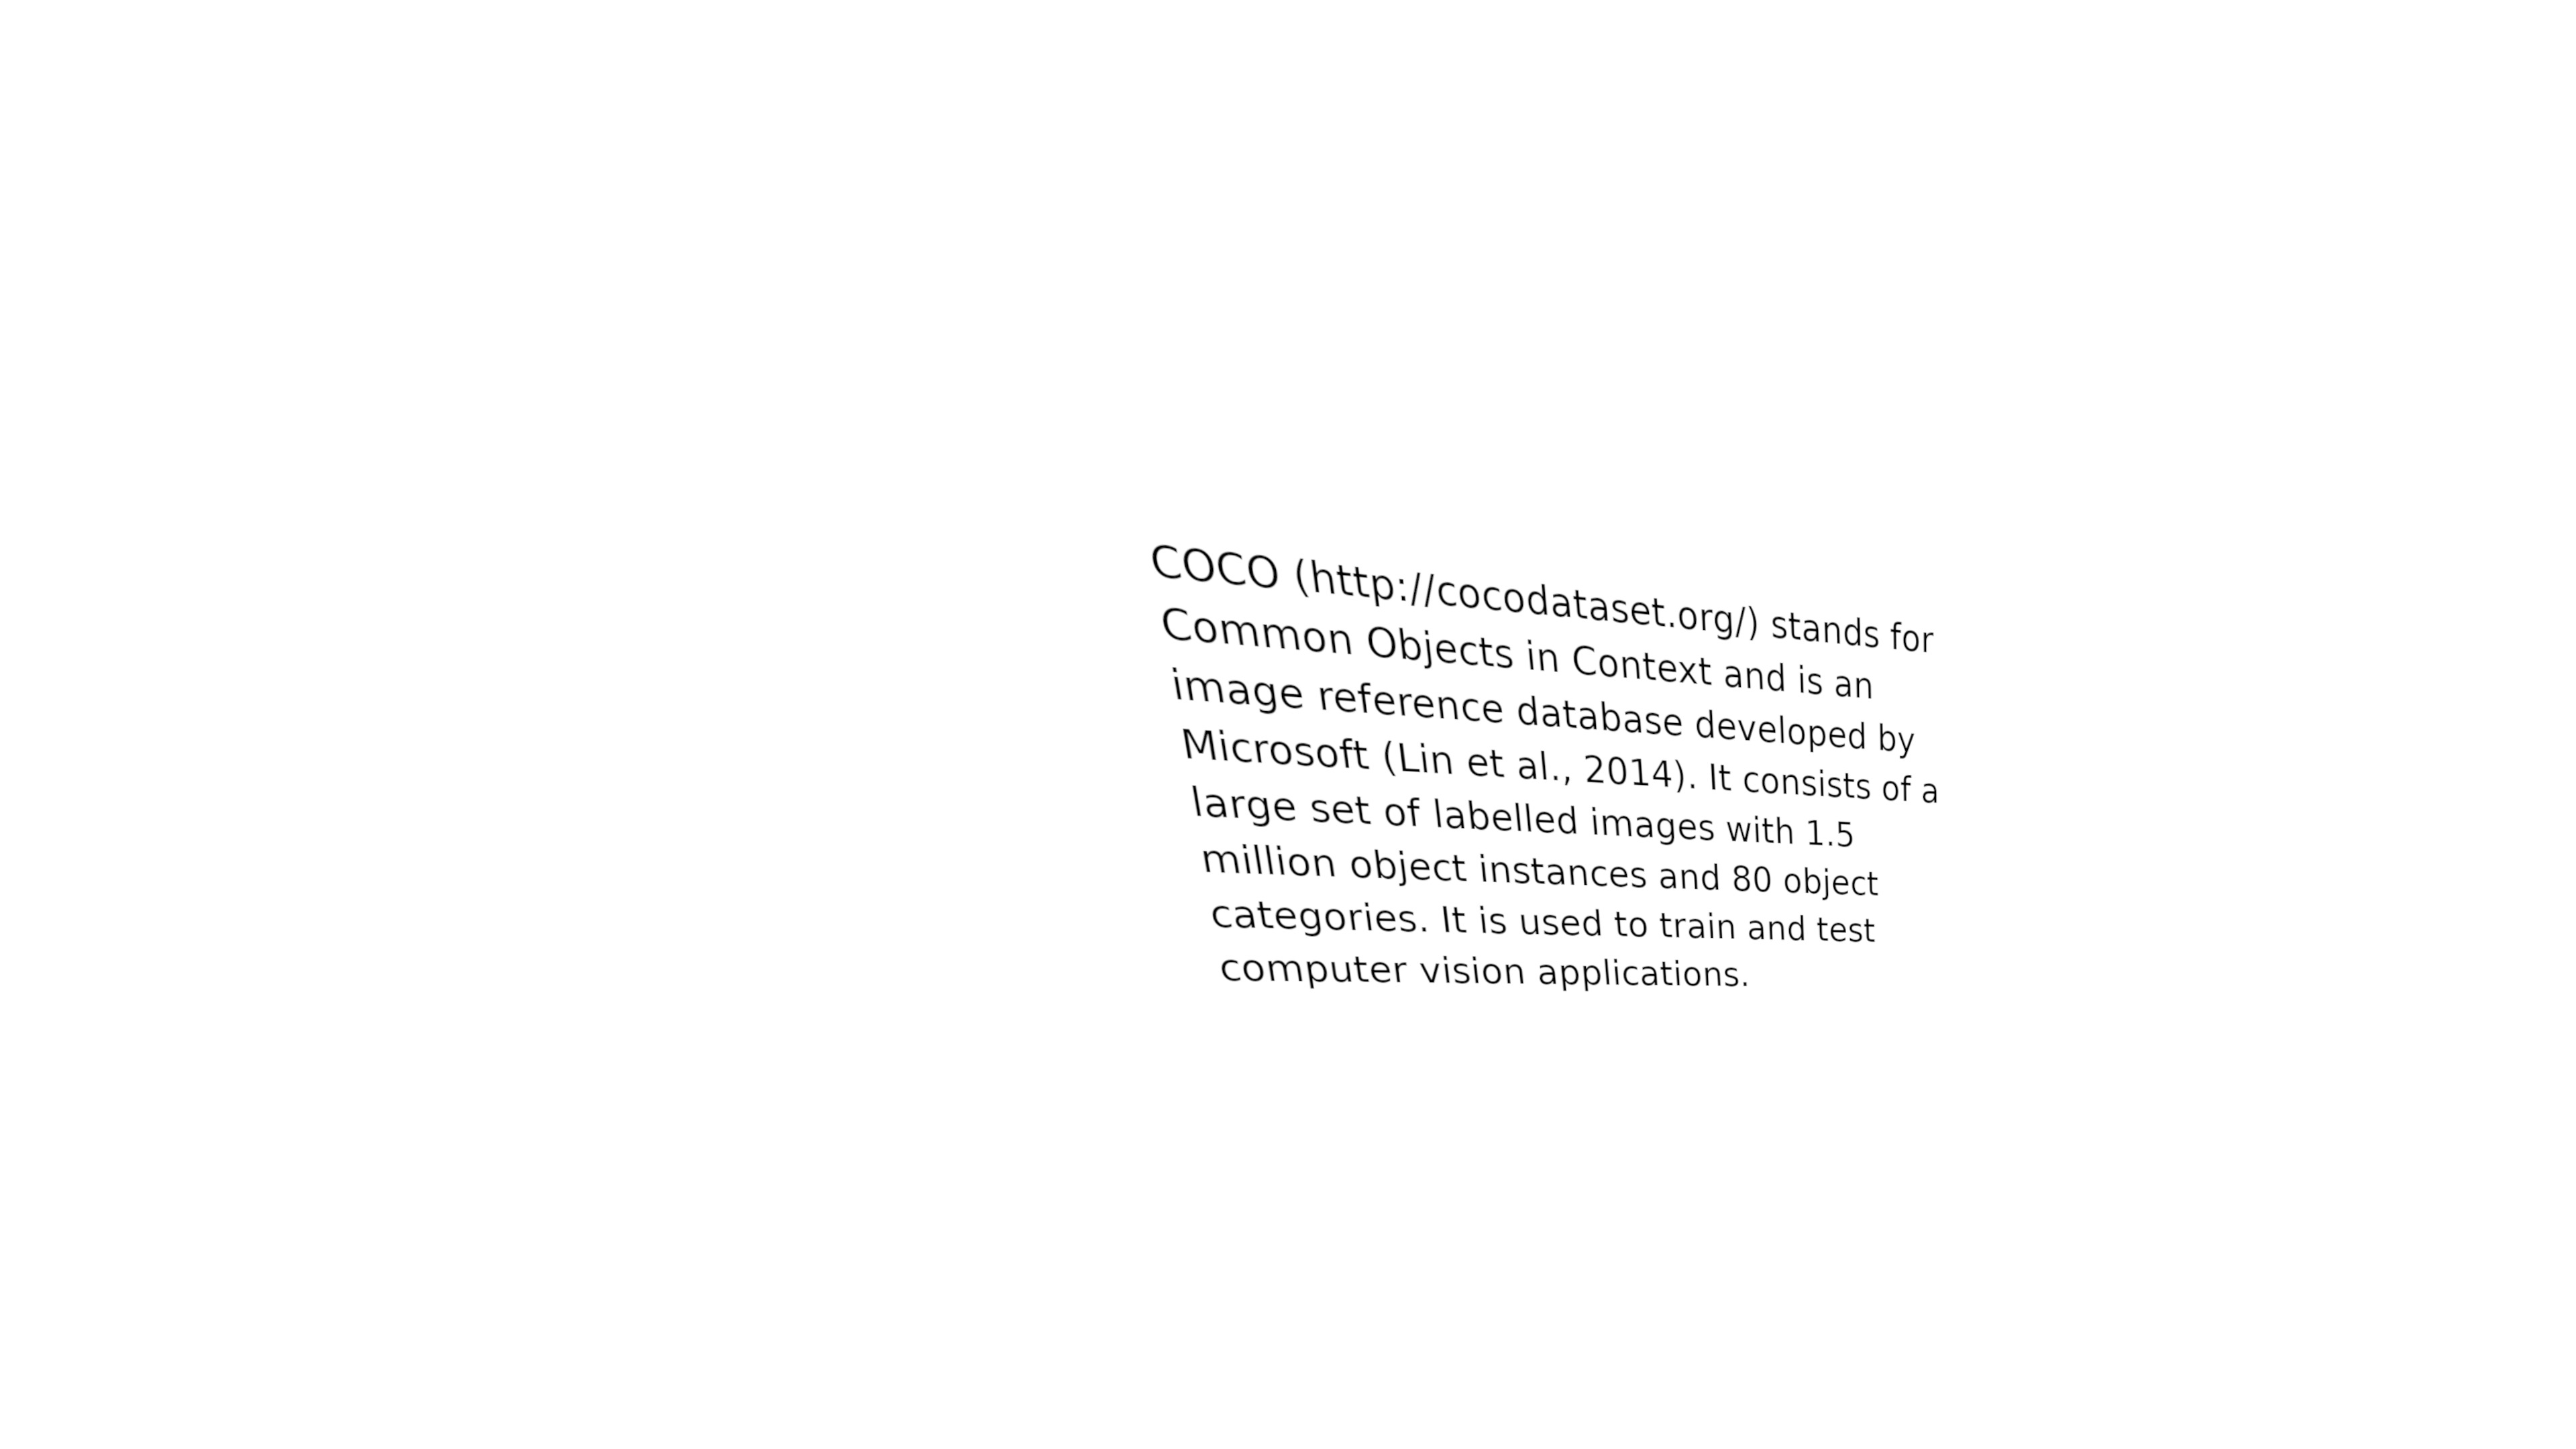 COCO (http://cocodataset.org/) stands for
Common Objects in Context and is an
image reference database developed by
Microsoft (Lin et al., 2014). It consists of a
large set of labelled images with 1.5
million object instances and 80 object
categories. It is used to train and test
computer vision applications.